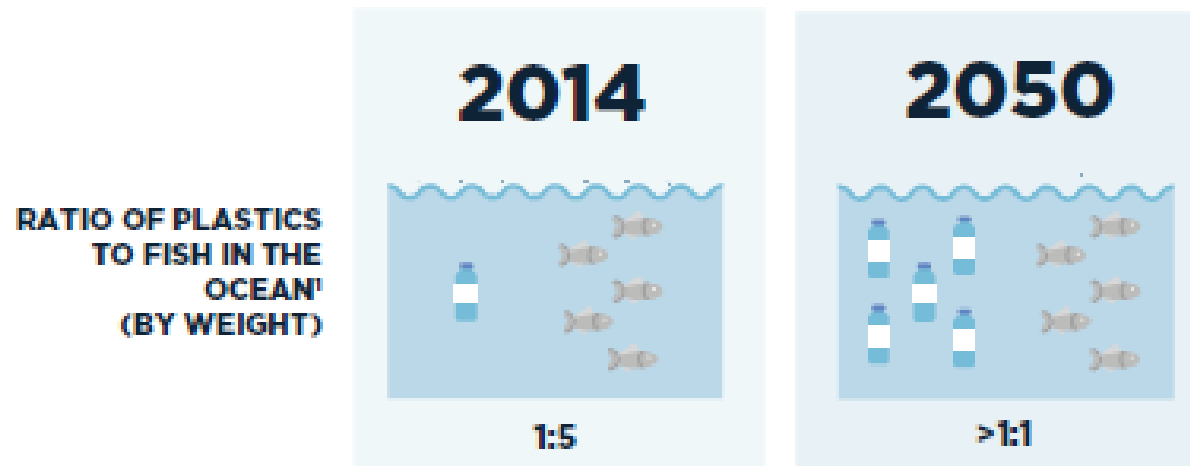 2014
2050
RATIO OF PLASTICS
TO FISH IN THE
OCEAN¹
(BY WEIGHT)
1:5
>1:1